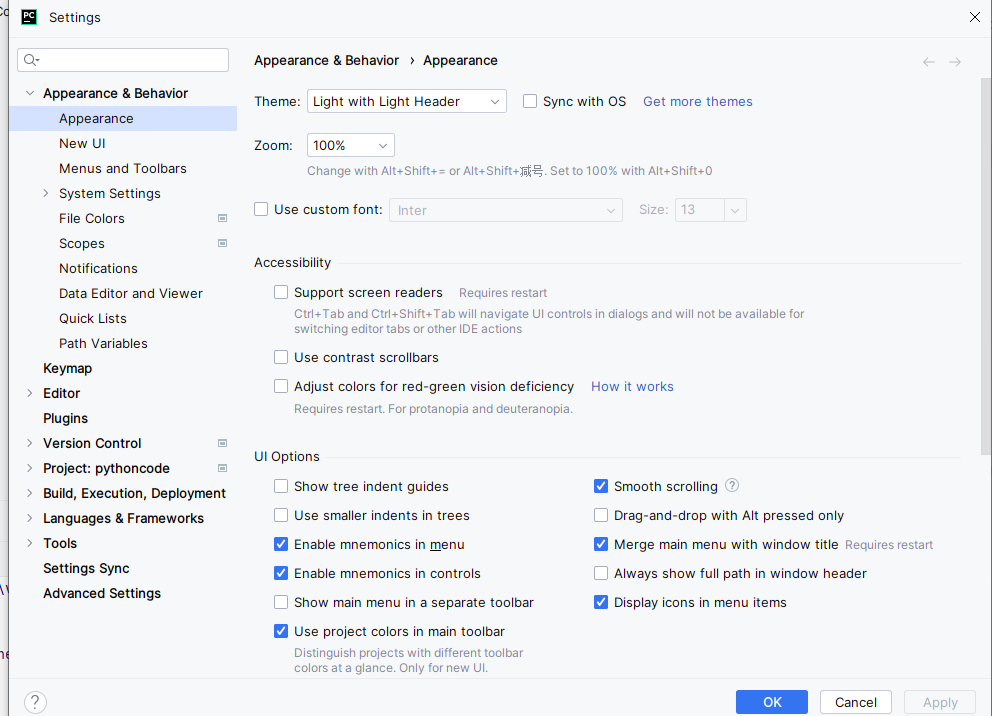 PC Settings
Appearance & Behavior
Appearance
New UI
Menus and Toolbars
System Settings
File Colors
Scopes
Notifications
Data Editor and Viewer
Quick Lists
Path Variables
Keymap
Editor
Plugins
Version Control
Project: pythoncode
Build, Execution, Deployment
Languages & Frameworks
Tools
Settings Sync
Advanced Settings
Appearance & Behavior › Appearance
Theme: Light with Light Header Sync with OS Get more themes
Zoom: 100%
Change with Alt+Shift+= or Alt+Shift+减号. Set to 100% with Alt+Shift+0
Use custom font: Inter Size: 13
Accessibility
Support screen readers Requires restart
Ctrl+Tab and Ctrl+Shift+Tab will navigate UI controls in dialogs and will not be available for
switching editor tabs or other IDE actions
Use contrast scrollbars
Adjust colors for red-green vision deficiency How it works
Requires restart. For protanopia and deuteranopia.
UI Options
Show tree indent guides
Smooth scrolling ?
Use smaller indents in trees
Drag-and-drop with Alt pressed only
Enable mnemonics in menu
Merge main menu with window title Requires restart
Enable mnemonics in controls
Always show full path in window header
Show main menu in a separate toolbar
Display icons in menu items
Use project colors in main toolbar
Distinguish projects with different toolbar
colors at a glance. Only for new UI.
? OK Cancel Apply